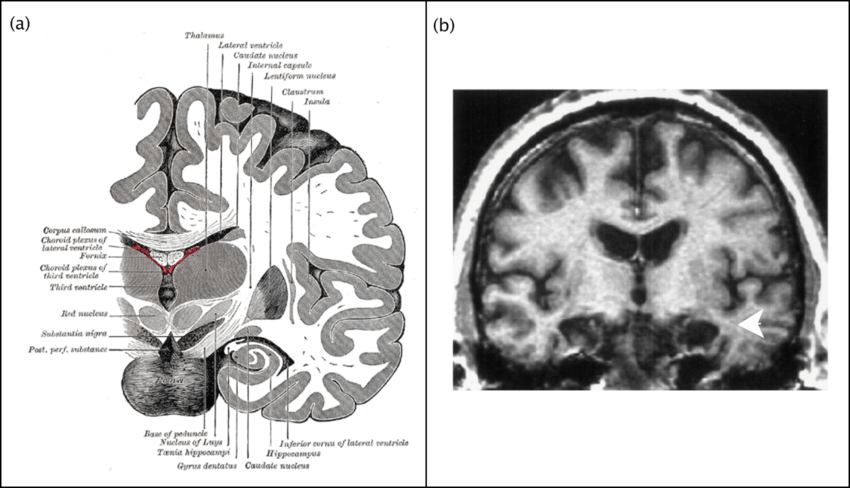 (a)
Thalamus
Lateral ventricle
Caudate nucleus
Internal capsule
Lentiform nucleus
Claustrum
Insula
Corpus callosum
Choroid plexus of
lateral ventricle
Fornix
Choroid plexus of
third ventricle
Third ventricle
Red nucleus
Substantia nigra
Post. perf. substance
Base of peduncle
Nucleus of Luys
Tænia hippocampi
Gyrus dentatus
Caudate nucleus
Hippocampus
Inferior cornu of lateral ventricle
(b)